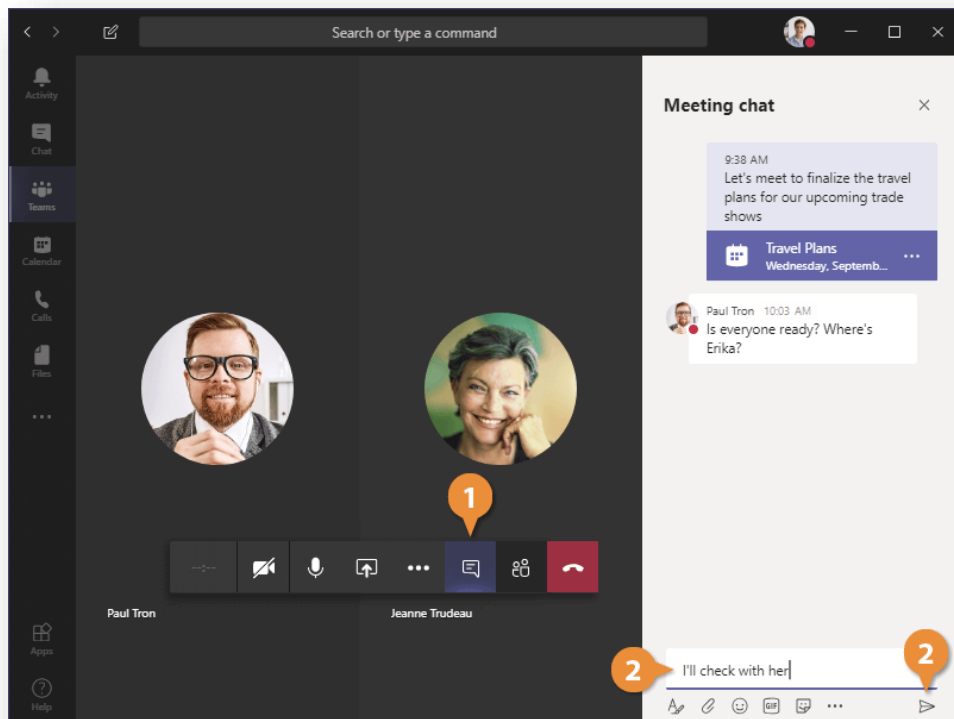 Search or type a command
Activity
Chat
Teams
Calendar
Calls
Files
Apps
Help
--:--
Paul Tron
Jeanne Trudeau
1
Meeting chat
9:38 AM
Let's meet to finalize the travel
plans for our upcoming trade
shows
Travel Plans
Wednesday, Septemb...
Paul Tron 10:03 AM
Is everyone ready? Where's
Erika?
2
I'll check with her
2
GIF